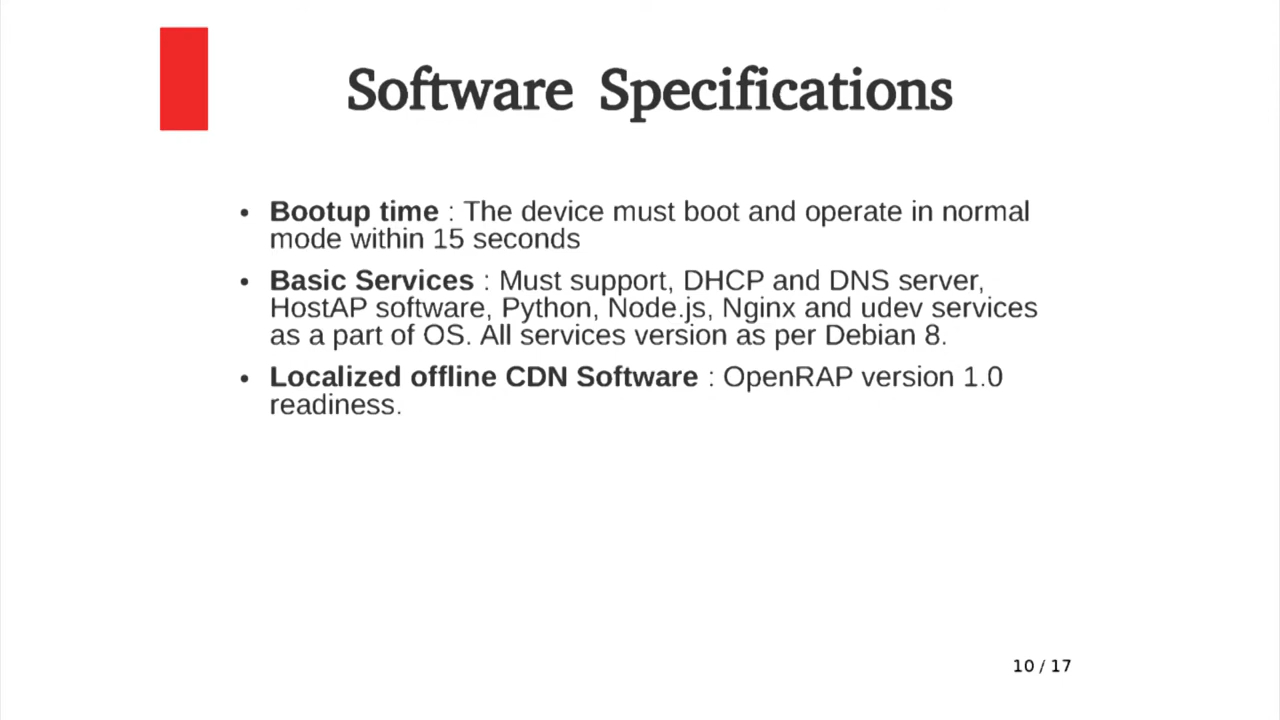 Software Specifications
• Bootup time : The device must boot and operate in normal
mode within 15 seconds
• Basic Services : Must support, DHCP and DNS server,
HostAP software, Python, Node.js, Nginx and udev services
as a part of OS. All services version as per Debian 8.
• Localized offline CDN Software : OpenRAP version 1.0
readiness.
10 / 17